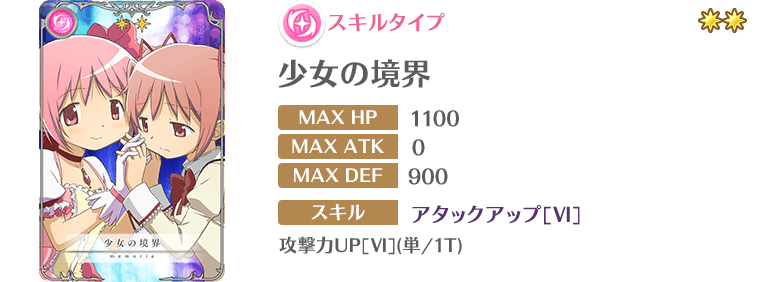 スキルタイプ
少女の境界
MAX HP 1100
MAX ATK 0
MAX DEF 900
スキル アタックアップ[Ⅵ]
攻撃力UP[Ⅵ](単/1T)
少女の境界
memoria